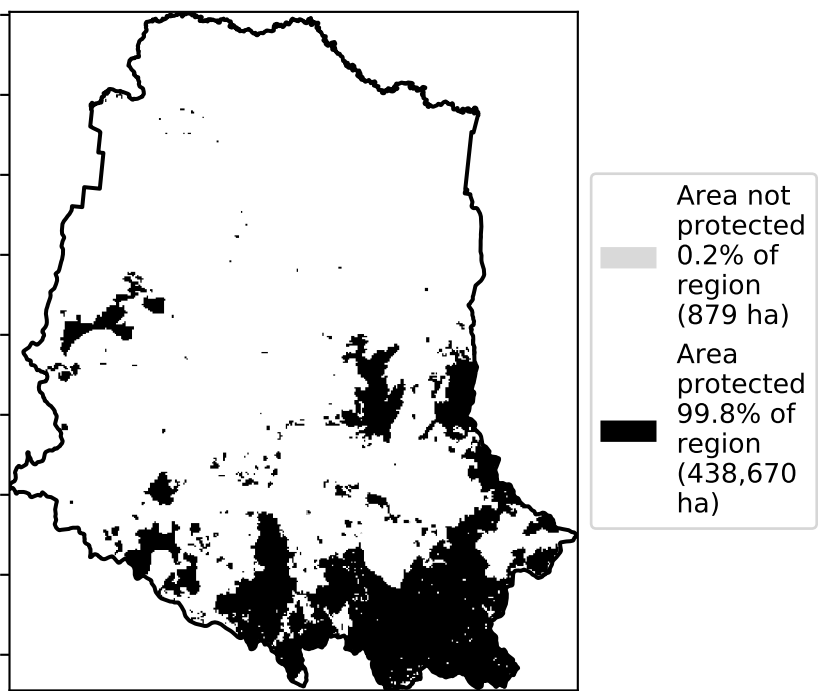 Area not
protected
0.2% of
region
(879 ha)
Area
protected
99.8% of
region
(438,670
ha)